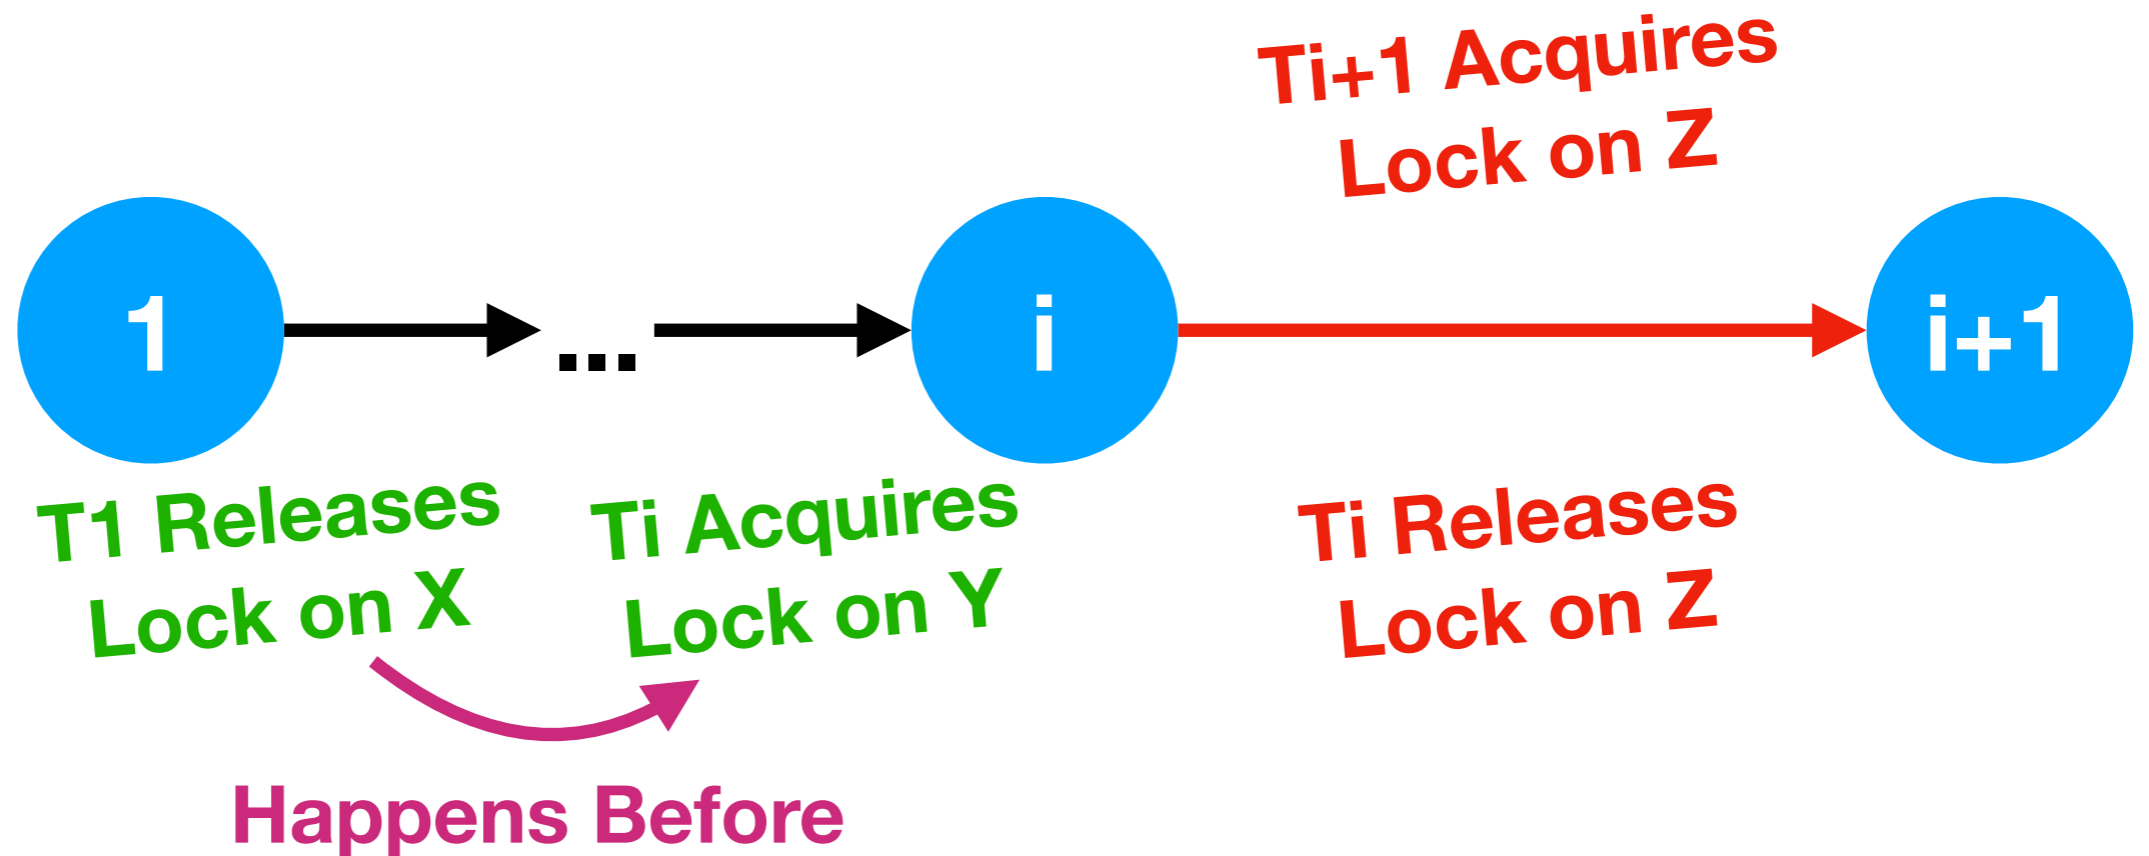 Ti+1 Acquires
Lock on Z
1
...
i
i+1
T1 Releases
Lock on X
Ti Acquires
Lock on Y
Ti Releases
Lock on Z
Happens Before